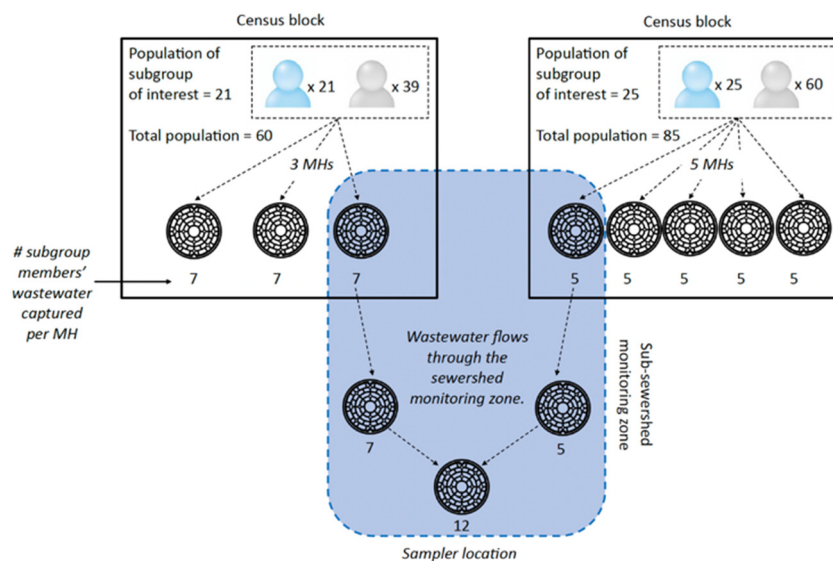 Census block
Census block
Population of
subgroup
of interest = 21
x 21
x 39
Total population = 60
3 MHs
Population of
subgroup
of interest = 25
x 25
x 60
Total population = 85
5 MHs
# subgroup
members’
wastewater
captured
per MH
7
7
7
5
5
5
5
5
Wastewater flows
through the
sewershed
monitoring zone.
Sub-sewershed
monitoring zone
7
5
12
Sampler location